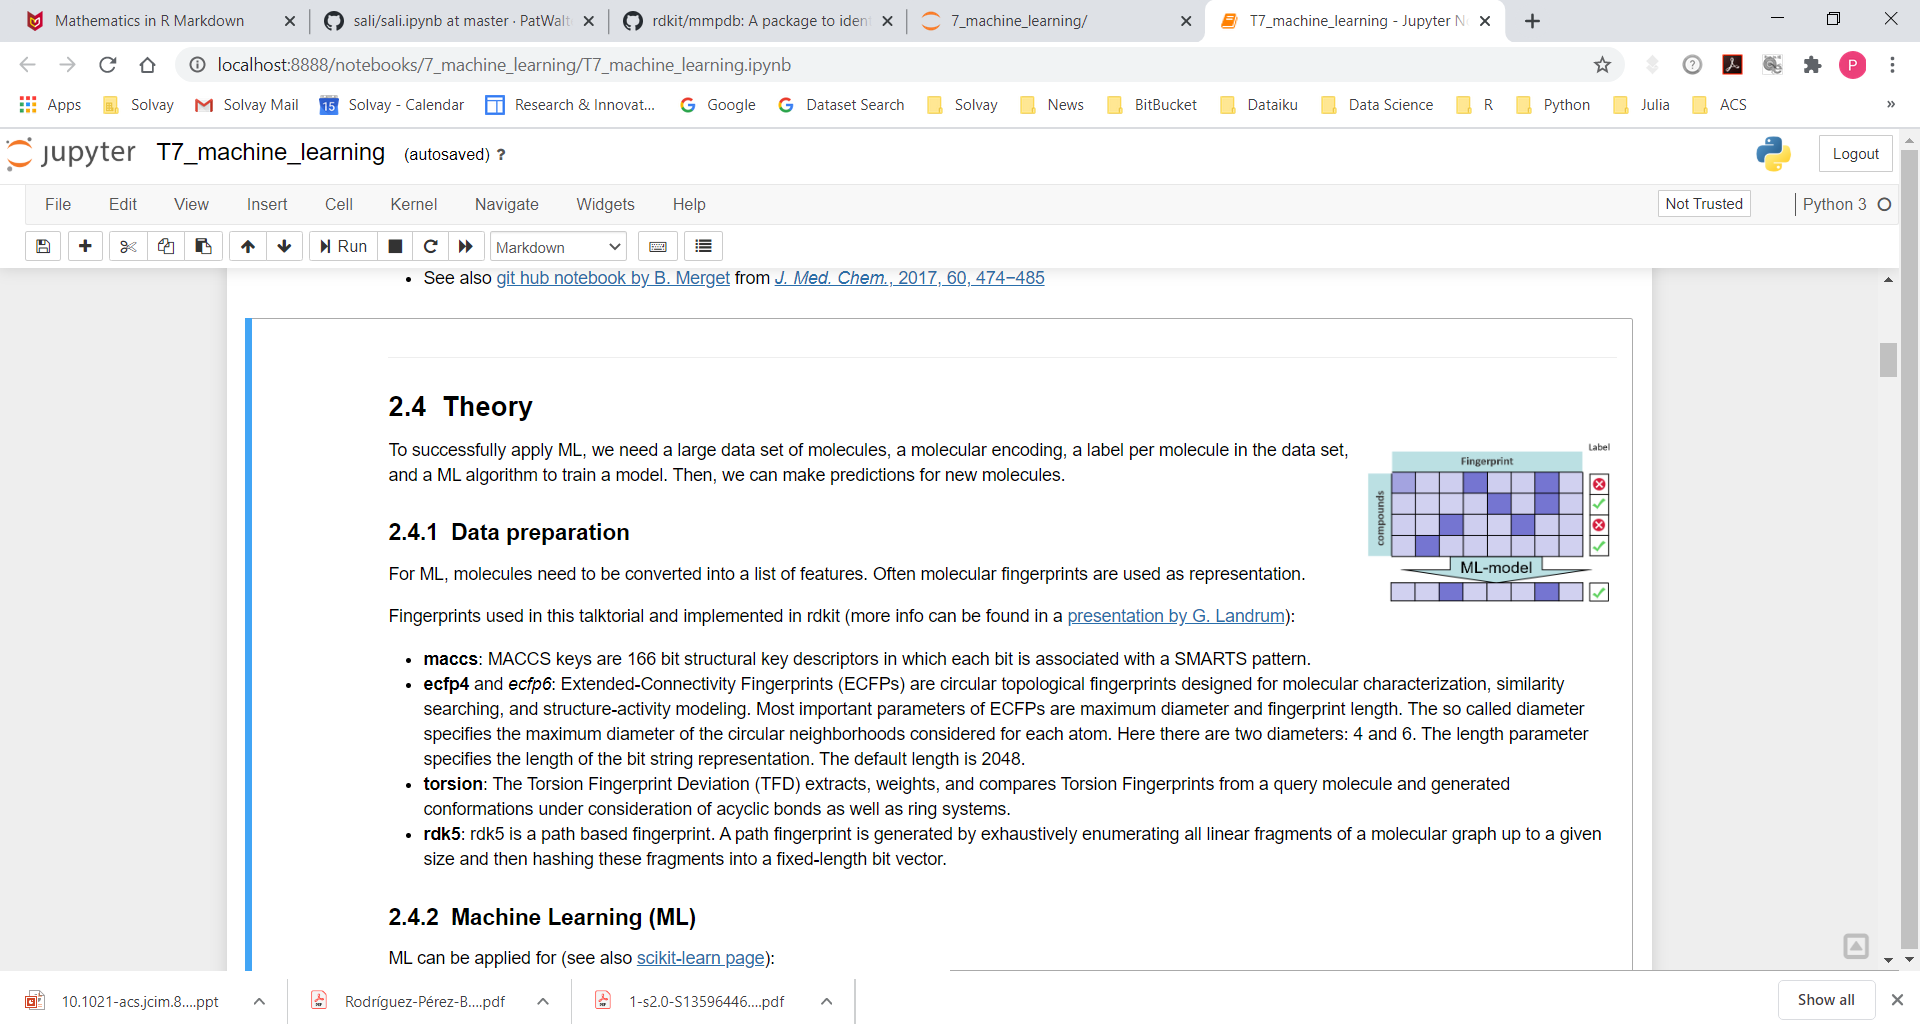 Mathematics in R Markdown
sali/sali.ipynb at master · PatWalt
rdkit/mmpdb: A package to iden
7_machine_learning/
T7_machine_learning - Jupyter N
localhost:8888/notebooks/7_machine_learning/T7_machine_learning.ipynb
P
Apps
Solvay
Solvay Mail
15
Solvay - Calendar
Research & Innovat...
Google
Dataset Search
Solvay
News
BitBucket
Dataiku
Data Science
R
Python
Julia
ACS
»
jupyter T7_machine_learning (autosaved) ?
Logout
File Edit View Insert Cell Kernel Navigate Widgets Help
Not Trusted
Python 3
Run
Markdown
• See also git hub notebook by B. Merget from J. Med. Chem., 2017, 60, 474−485
2.4 Theory
To successfully apply ML, we need a large data set of molecules, a molecular encoding, a label per molecule in the data set,
and a ML algorithm to train a model. Then, we can make predictions for new molecules.
Label
Fingerprint
compounds
ML-model
2.4.1 Data preparation
For ML, molecules need to be converted into a list of features. Often molecular fingerprints are used as representation.
Fingerprints used in this talktorial and implemented in rdkit (more info can be found in a presentation by G. Landrum):
• maccs: MACCS keys are 166 bit structural key descriptors in which each bit is associated with a SMARTS pattern.
• ecfp4 and ecfp6: Extended-Connectivity Fingerprints (ECFPs) are circular topological fingerprints designed for molecular characterization, similarity
searching, and structure-activity modeling. Most important parameters of ECFPs are maximum diameter and fingerprint length. The so called diameter
specifies the maximum diameter of the circular neighborhoods considered for each atom. Here there are two diameters: 4 and 6. The length parameter
specifies the length of the bit string representation. The default length is 2048.
• torsion: The Torsion Fingerprint Deviation (TFD) extracts, weights, and compares Torsion Fingerprints from a query molecule and generated
conformations under consideration of acyclic bonds as well as ring systems.
• rdk5: rdk5 is a path based fingerprint. A path fingerprint is generated by exhaustively enumerating all linear fragments of a molecular graph up to a given
size and then hashing these fragments into a fixed-length bit vector.
2.4.2 Machine Learning (ML)
ML can be applied for (see also scikit-learn page):
10.1021-acs.jcim.8....ppt
Rodríguez-Pérez-B....pdf
1-s2.0-S13596446....pdf
Show all